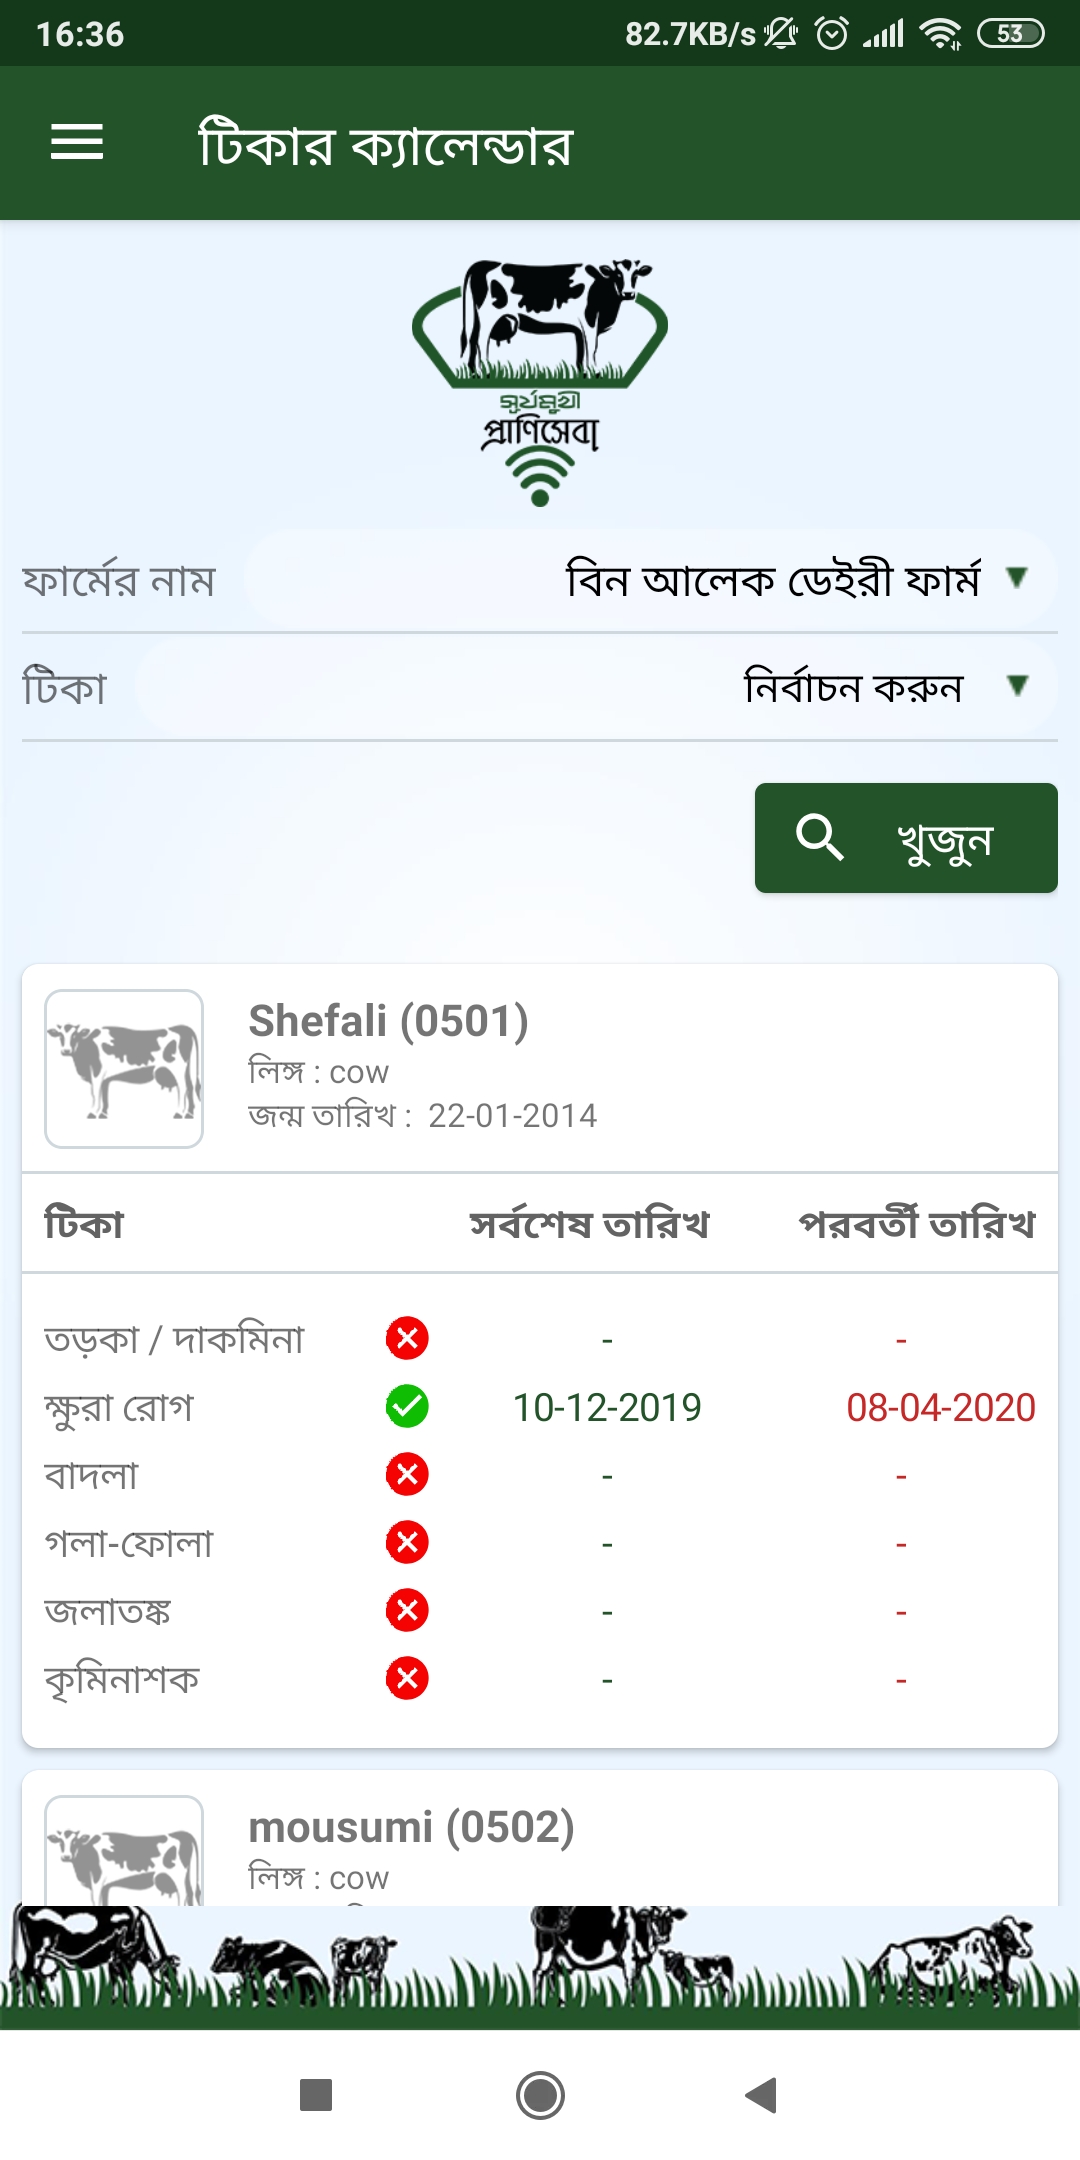 16:36 82.7KB/s 53
টিকার ক্যালেন্ডার
সূর্যমুখী
প্রাণিসেবা
ফার্মের নাম বিন আলেক ডেইরী ফার্ম
টিকা নির্বাচন করুন
খুজুন
Shefali (0501)
লিঙ্গ : cow
জন্ম তারিখ : 22-01-2014
টিকা সর্বশেষ তারিখ পরবর্তী তারিখ
তড়কা / দাকমিনা - -
ক্ষুরা রোগ 10-12-2019 08-04-2020
বাদলা - -
গলা-ফোলা - -
জলাতঙ্ক - -
কৃমিনাশক - -
mousumi (0502)
লিঙ্গ : cow